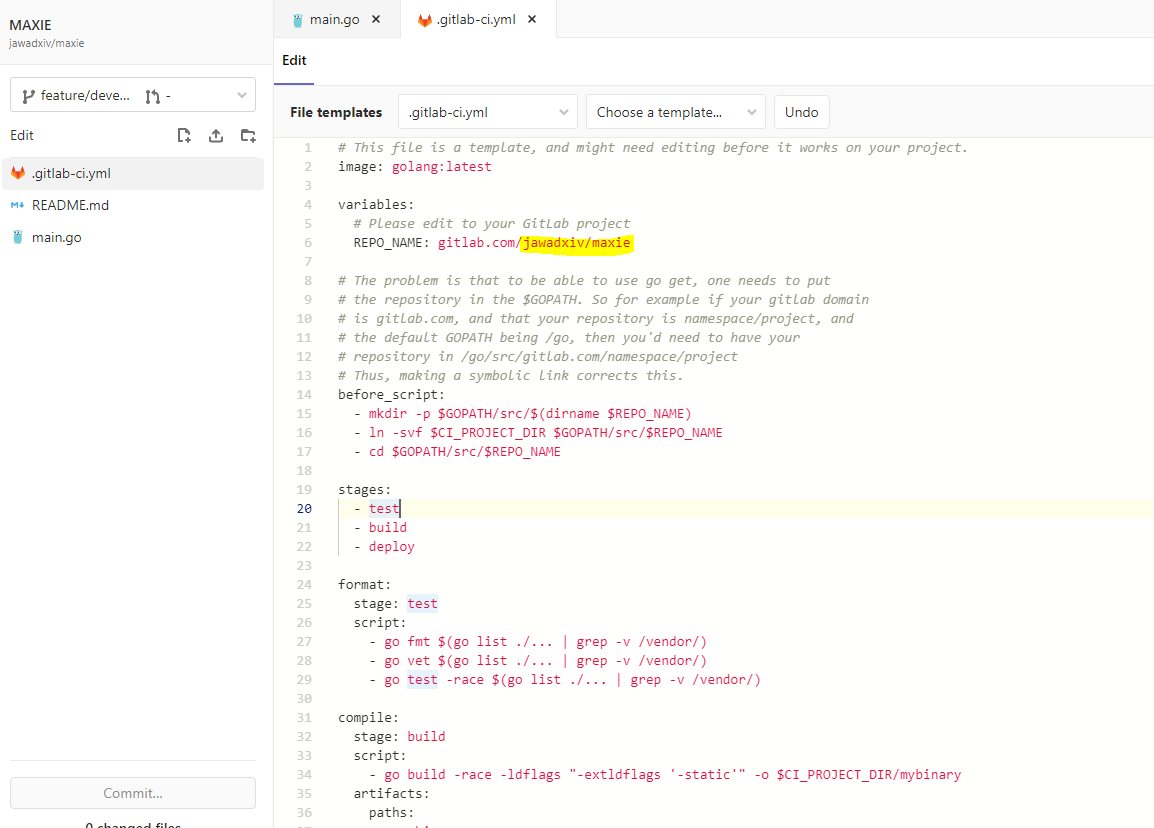 MAXIE
jawadxiv/maxie
feature/deve... -
Edit
.gitlab-ci.yml
README.md
main.go
Commit...
0 changed files
main.go ×
.gitlab-ci.yml ×
Edit
File templates .gitlab-ci.yml Choose a template... Undo
1 # This file is a template, and might need editing before it works on your project.
2 image: golang:latest
3
4 variables:
5 # Please edit to your GitLab project
6 REPO_NAME: gitlab.com/jawadxiv/maxie
7
8 # The problem is that to be able to use go get, one needs to put
9 # the repository in the $GOPATH. So for example if your gitlab domain
10 # is gitlab.com, and that your repository is namespace/project, and
11 # the default GOPATH being /go, then you'd need to have your
12 # repository in /go/src/gitlab.com/namespace/project
13 # Thus, making a symbolic link corrects this.
14 before_script:
15 - mkdir -p $GOPATH/src/$(dirname $REPO_NAME)
16 - ln -svf $CI_PROJECT_DIR $GOPATH/src/$REPO_NAME
17 - cd $GOPATH/src/$REPO_NAME
18
19 stages:
20 - test
21 - build
22 - deploy
23
24 format:
25 stage: test
26 script:
27 - go fmt $(go list ./... | grep -v /vendor/)
28 - go vet $(go list ./... | grep -v /vendor/)
29 - go test -race $(go list ./... | grep -v /vendor/)
30
31 compile:
32 stage: build
33 script:
34 - go build -race -ldflags "-extldflags '-static'" -o $CI_PROJECT_DIR/mybinary
35 artifacts:
36 paths: